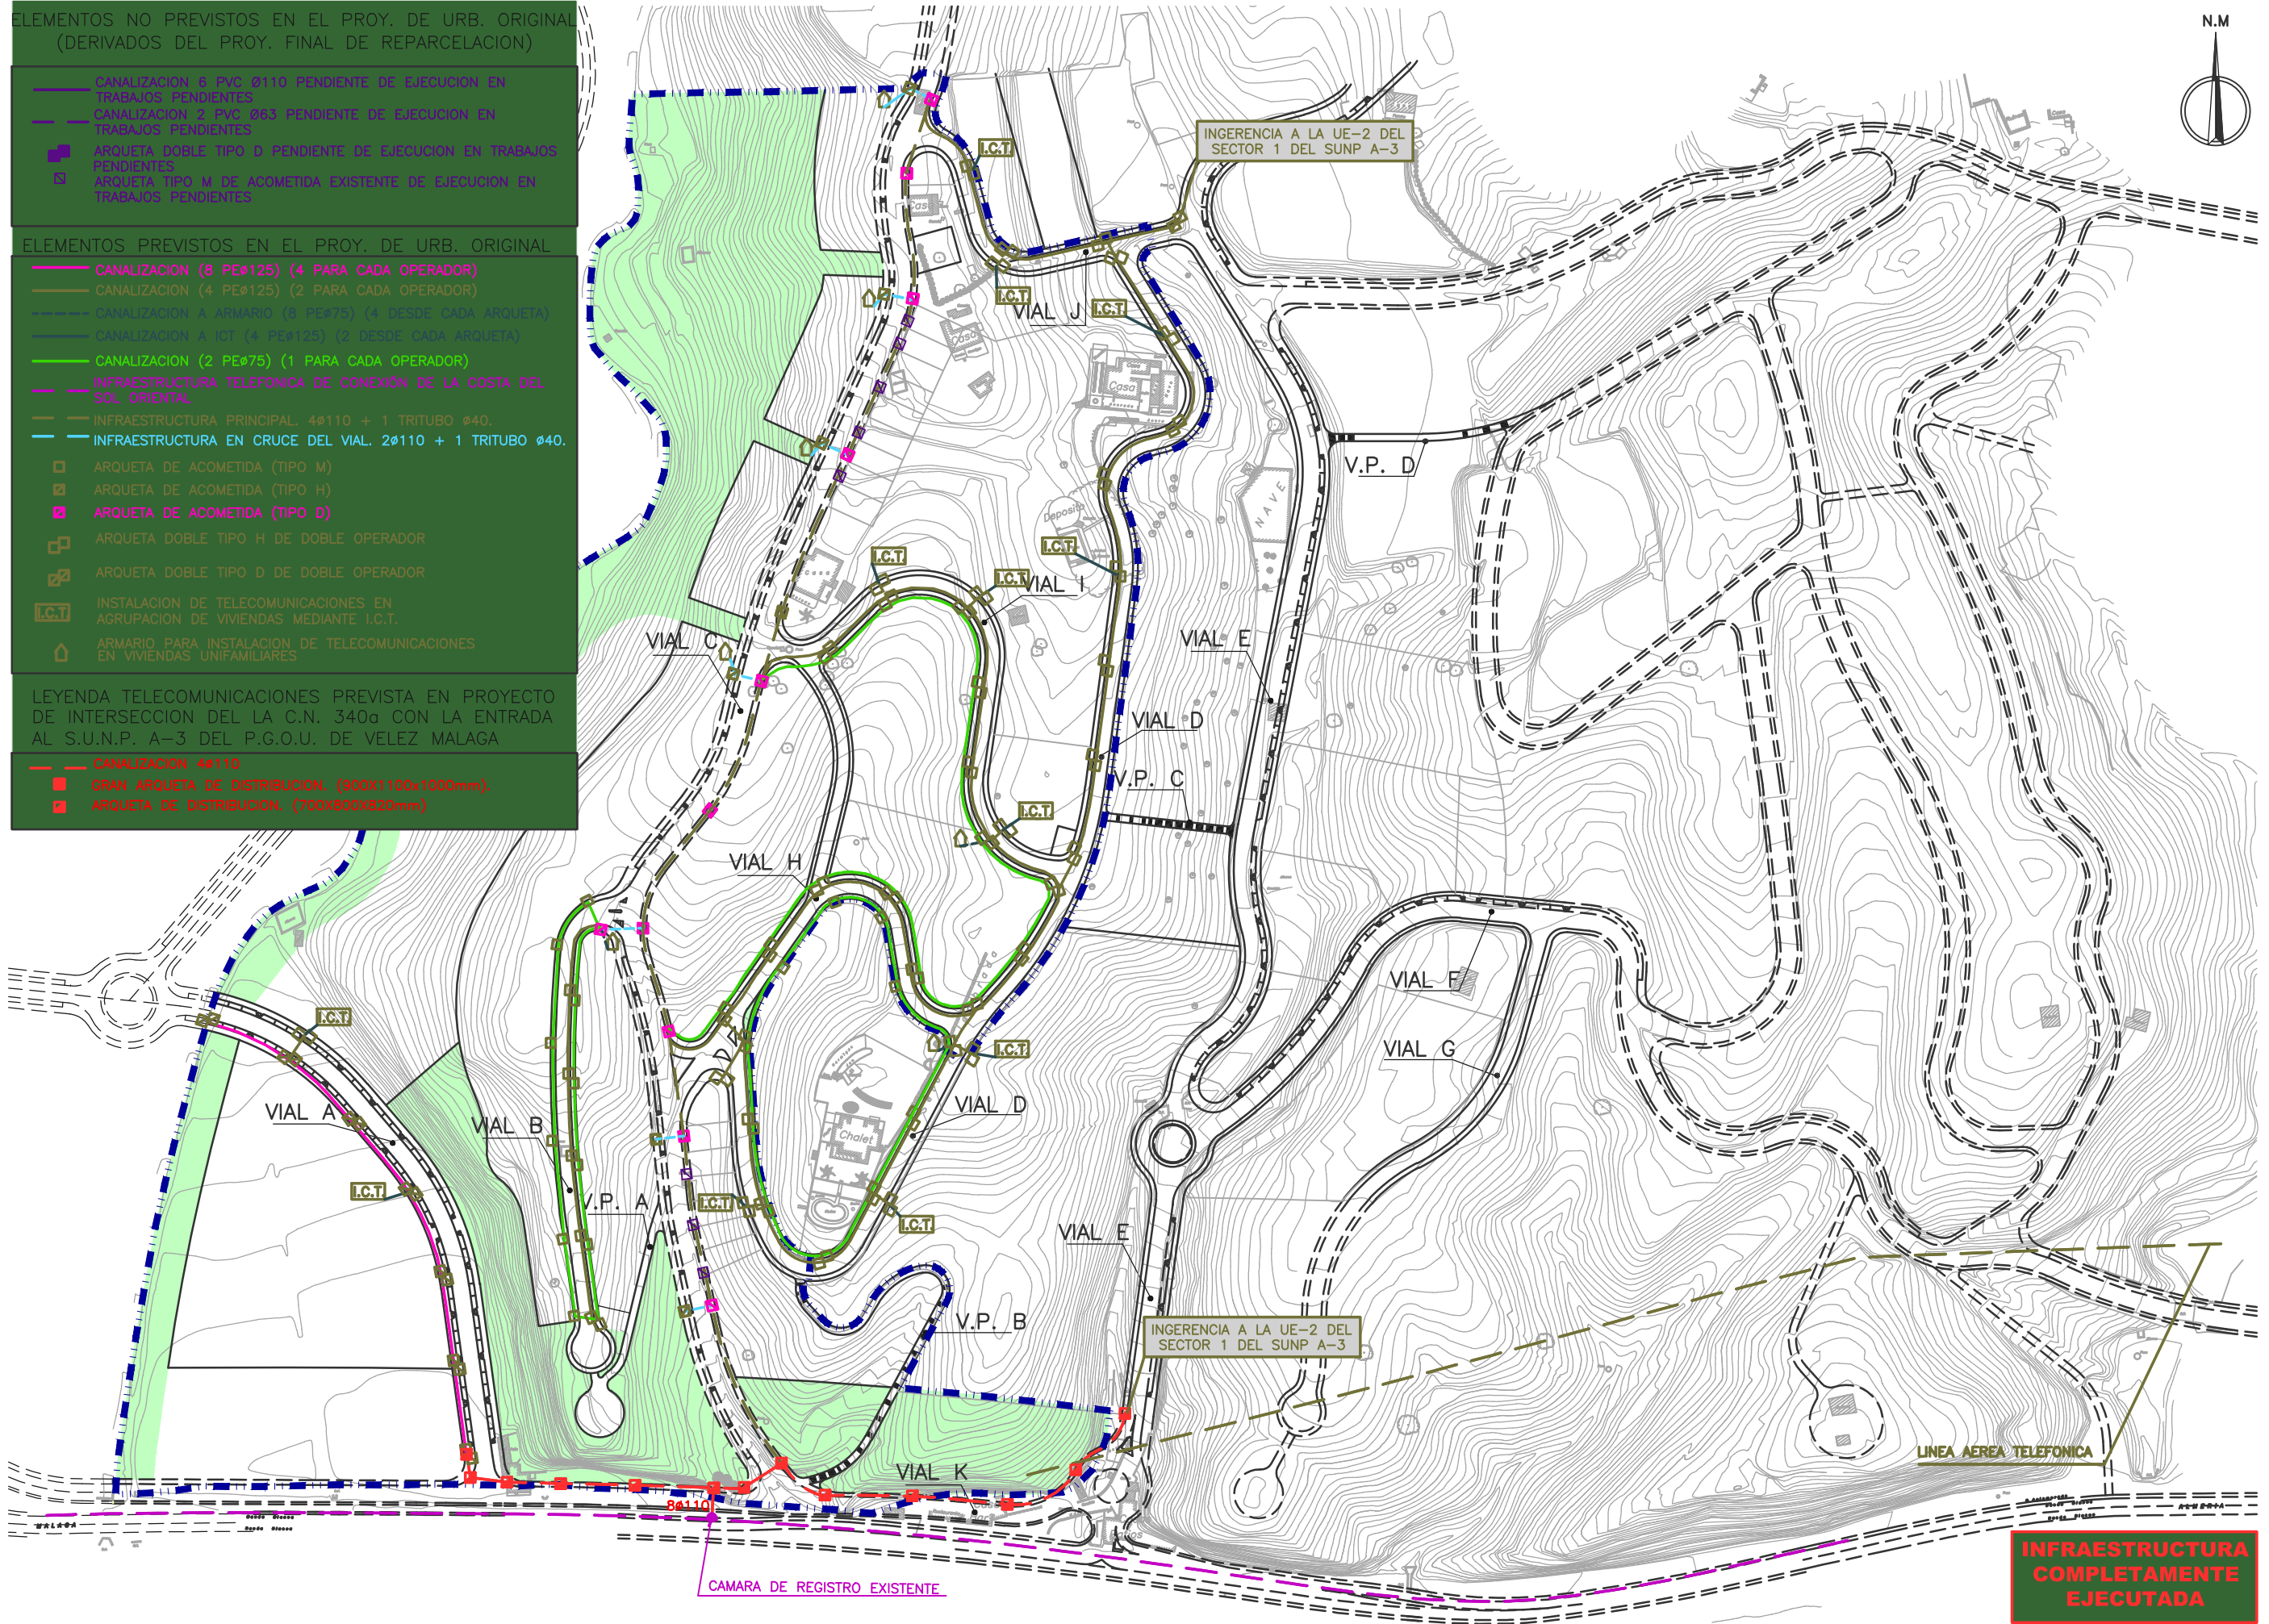 ELEMENTOS NO PREVISTOS EN EL PROY. DE URB. ORIGINAL
(DERIVADOS DEL PROY. FINAL DE REPARCELACION)
CANALIZACION 6 PVC Ø110 PENDIENTE DE EJECUCION EN
TRABAJOS PENDIENTES
CANALIZACION 2 PVC Ø63 PENDIENTE DE EJECUCION EN
TRABAJOS PENDIENTES
ARQUETA DOBLE TIPO D PENDIENTE DE EJECUCION EN TRABAJOS
PENDIENTES
ARQUETA TIPO M DE ACOMETIDA EXISTENTE DE EJECUCION EN
TRABAJOS PENDIENTES
ELEMENTOS PREVISTOS EN EL PROY. DE URB. ORIGINAL
CANALIZACION (8 PEø125) (4 PARA CADA OPERADOR)
CANALIZACION (4 PEø125) (2 PARA CADA OPERADOR)
CANALIZACION A ARMARIO (8 PEø75) (4 DESDE CADA ARQUETA)
CANALIZACION A ICT (4 PEø125) (2 DESDE CADA ARQUETA)
CANALIZACION (2 PEø75) (1 PARA CADA OPERADOR)
INFRAESTRUCTURA TELEFONICA DE CONEXIÓN DE LA COSTA DEL
SOL ORIENTAL
INFRAESTRUCTURA PRINCIPAL. 4ø110 + 1 TRITUBO ø40.
INFRAESTRUCTURA EN CRUCE DEL VIAL. 2ø110 + 1 TRITUBO ø40.
ARQUETA DE ACOMETIDA (TIPO M)
ARQUETA DE ACOMETIDA (TIPO H)
ARQUETA DE ACOMETIDA (TIPO D)
ARQUETA DOBLE TIPO H DE DOBLE OPERADOR
ARQUETA DOBLE TIPO D DE DOBLE OPERADOR
I.C.T. INSTALACION DE TELECOMUNICACIONES EN
AGRUPACION DE VIVIENDAS MEDIANTE I.C.T.
ARMARIO PARA INSTALACION DE TELECOMUNICACIONES
EN VIVIENDAS UNIFAMILIARES
LEYENDA TELECOMUNICACIONES PREVISTA EN PROYECTO
DE INTERSECCION DEL LA C.N. 340a CON LA ENTRADA
AL S.U.N.P. A-3 DEL P.G.O.U. DE VELEZ MALAGA
CANALIZACIÓN 4ø110
GRAN ARQUETA DE DISTRIBUCION. (900X1100x1000mm).
ARQUETA DE DISTRIBUCION. (700X800X820mm)
N.M
INGERENCIA A LA UE-2 DEL
SECTOR 1 DEL SUNP A-3
I.C.T.
Casa
I.C.T.
VIAL J
I.C.T.
Casa
Casa
V.P. D
NAVE
Deposito
I.C.T.
I.C.T.
I.C.T.
VIAL I
VIAL C
VIAL E
VIAL D
V.P. C
I.C.T.
VIAL H
VIAL F
I.C.T.
I.C.T.
VIAL G
VIAL A
VIAL B
VIAL D
Chalet
I.C.T.
V.P. A
I.C.T.
I.C.T.
VIAL E
V.P. B
INGERENCIA A LA UE-2 DEL
SECTOR 1 DEL SUNP A-3
LINEA AEREA TELEFONICA
VIAL K
8ø110
MALAGA
ALMERIA
CAMARA DE REGISTRO EXISTENTE
INFRAESTRUCTURA
COMPLETAMENTE
EJECUTADA